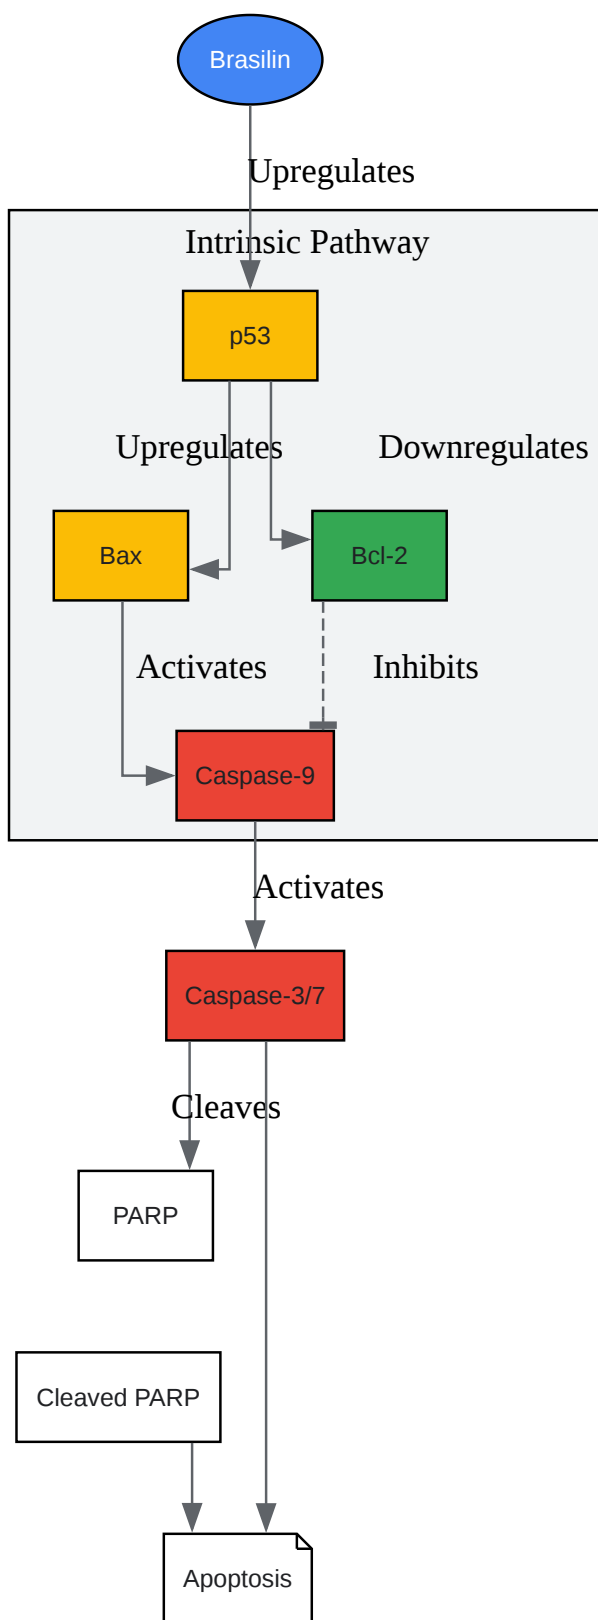 Brasilin
Upregulates
Intrinsic Pathway
p53
Upregulates
Downregulates
Bax
Bcl-2
Activates
Inhibits
Caspase-9
Activates
Caspase-3/7
Cleaves
PARP
Cleaved PARP
Apoptosis